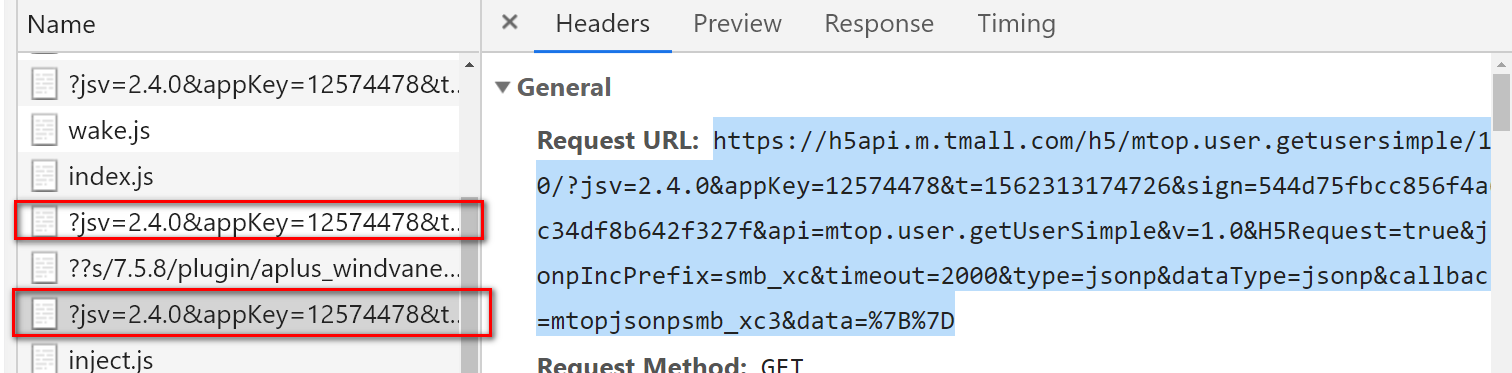 Name
?jsv=2.4.0&appKey=12574478&t...
wake.js
index.js
?jsv=2.4.0&appKey=12574478&t...
??s/7.5.8/plugin/aplus_windvane...
?jsv=2.4.0&appKey=12574478&t...
inject.js
× Headers Preview Response Timing
▼ General
Request URL: https://h5api.m.tmall.com/h5/mtop.user.getusersimple/1
0/?jsv=2.4.0&appKey=12574478&t=1562313174726&sign=544d75fbcc856f4a
c34df8b642f327f&api=mtop.user.getUserSimple&v=1.0&H5Request=true&j
onpIncPrefix=smb_xc&timeout=2000&type=jsonp&dataType=jsonp&callbac
=mtopjsonpsmb_xc3&data=%7B%7D
Request Method: GET